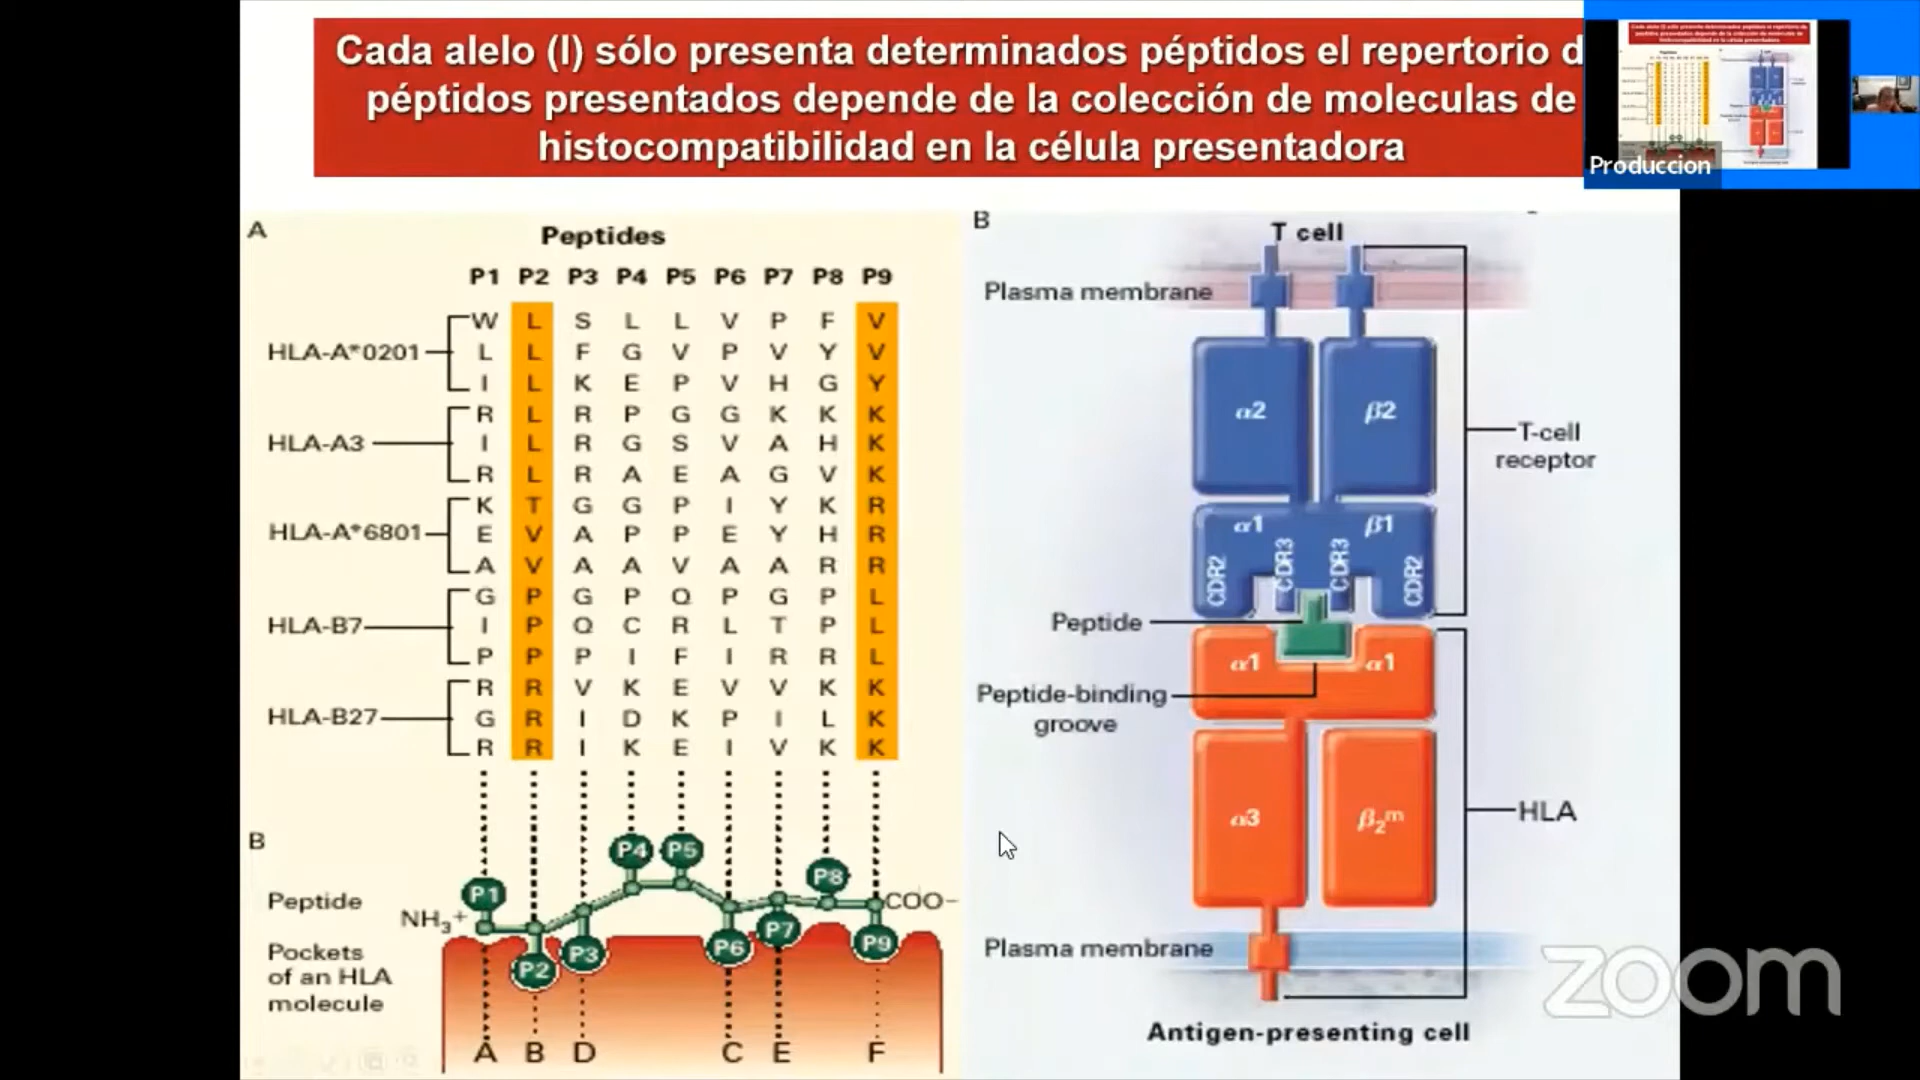 Cada alelo (I) sólo presenta determinados péptidos el repertorio d
péptidos presentados depende de la colección de moleculas de
histocompatibilidad en la célula presentadora
Produccion
A
Peptides
P1 P2 P3 P4 P5 P6 P7 P8 P9
W L S L L V P F V
HLA-A*0201 L L F G V P V Y V
I L K E P V H G Y
R L R P G G K K K
HLA-A3 I L R G S V A H K
R L R A E A G V K
K T G G P I Y K R
HLA-A*6801 E V A P P E Y H R
A V A A V A A R R
G P G P Q P G P L
HLA-B7 I P Q C R L T P L
P P P I F I R R L
R R V K E V V K K
HLA-B27 G R I D K P I L K
R R I K E I V K K
B
P4 P5
P8
P1
Peptide
NH3+
COO-
P7
P6 P9
P3
P2
Pockets
of an HLA
molecule
A B D C E F
B
T cell
Plasma membrane
α2 β2
T-cell
receptor
α1 β1
CDR2 CDR3 CDR3 CDR2
Peptide
α1 α1
Peptide-binding
groove
α3 β2m
HLA
Plasma membrane
Antigen-presenting cell
zoom